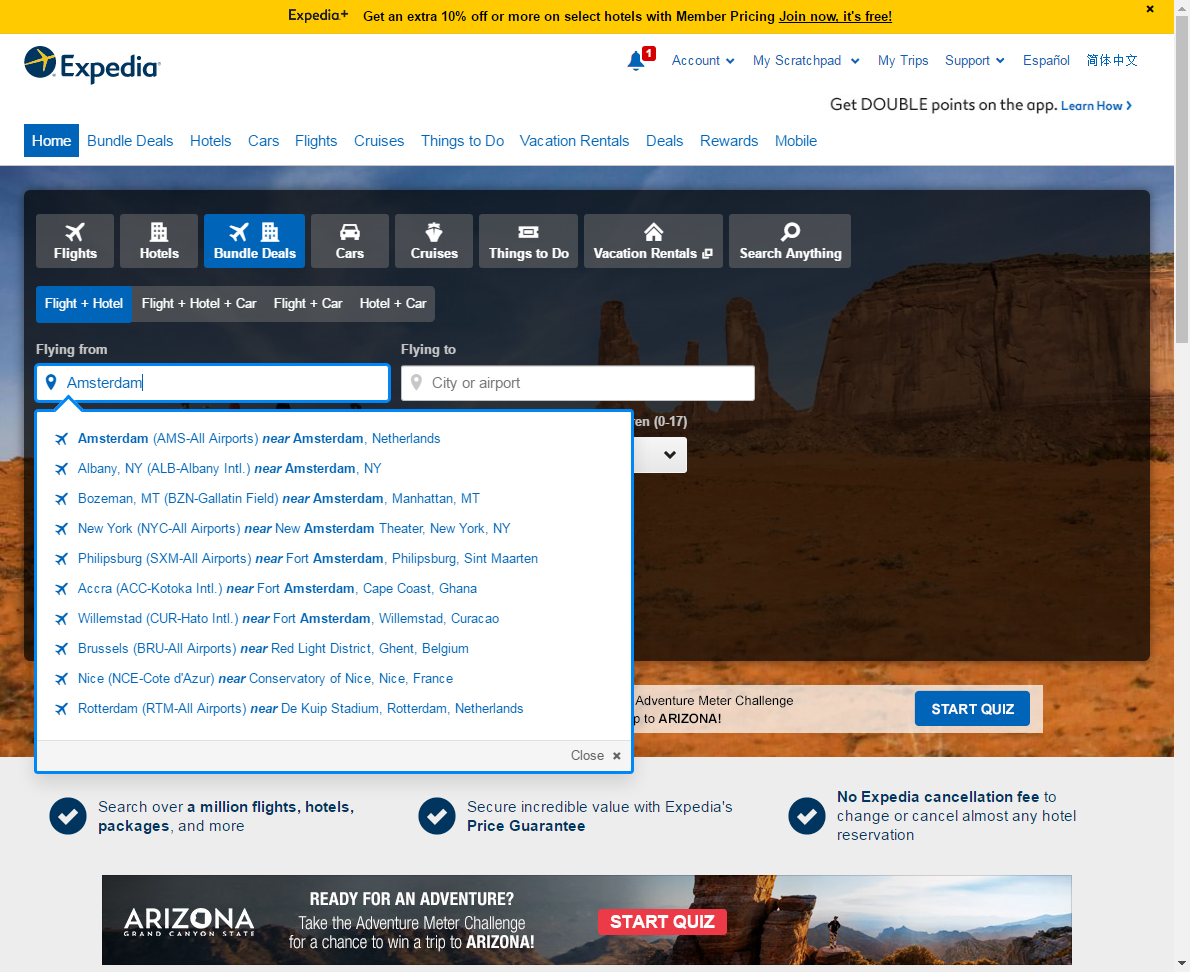 Expedia+ Get an extra 10% off or more on select hotels with Member Pricing Join now, it's free!
Expedia
1
Account My Scratchpad My Trips Support Español 简体中文
Get DOUBLE points on the app. Learn How
Home Bundle Deals Hotels Cars Flights Cruises Things to Do Vacation Rentals Deals Rewards Mobile
Flights Hotels Bundle Deals Cars Cruises Things to Do Vacation Rentals Search Anything
Flight + Hotel Flight + Hotel + Car Flight + Car Hotel + Car
Flying from Flying to
Amsterdam City or airport
(0-17)
Amsterdam (AMS-All Airports) near Amsterdam, Netherlands
Albany, NY (ALB-Albany Intl.) near Amsterdam, NY
Bozeman, MT (BZN-Gallatin Field) near Amsterdam, Manhattan, MT
New York (NYC-All Airports) near New Amsterdam Theater, New York, NY
Philipsburg (SXM-All Airports) near Fort Amsterdam, Philipsburg, Sint Maarten
Accra (ACC-Kotoka Intl.) near Fort Amsterdam, Cape Coast, Ghana
Willemstad (CUR-Hato Intl.) near Fort Amsterdam, Willemstad, Curacao
Brussels (BRU-All Airports) near Red Light District, Ghent, Belgium
Nice (NCE-Cote d'Azur) near Conservatory of Nice, Nice, France
Rotterdam (RTM-All Airports) near De Kuip Stadium, Rotterdam, Netherlands
Close
Adventure Meter Challenge
to ARIZONA!
START QUIZ
Search over a million flights, hotels,
packages, and more
Secure incredible value with Expedia's
Price Guarantee
No Expedia cancellation fee to
change or cancel almost any hotel
reservation
ARIZONA
GRAND CANYON STATE
READY FOR AN ADVENTURE?
Take the Adventure Meter Challenge
for a chance to win a trip to ARIZONA!
START QUIZ